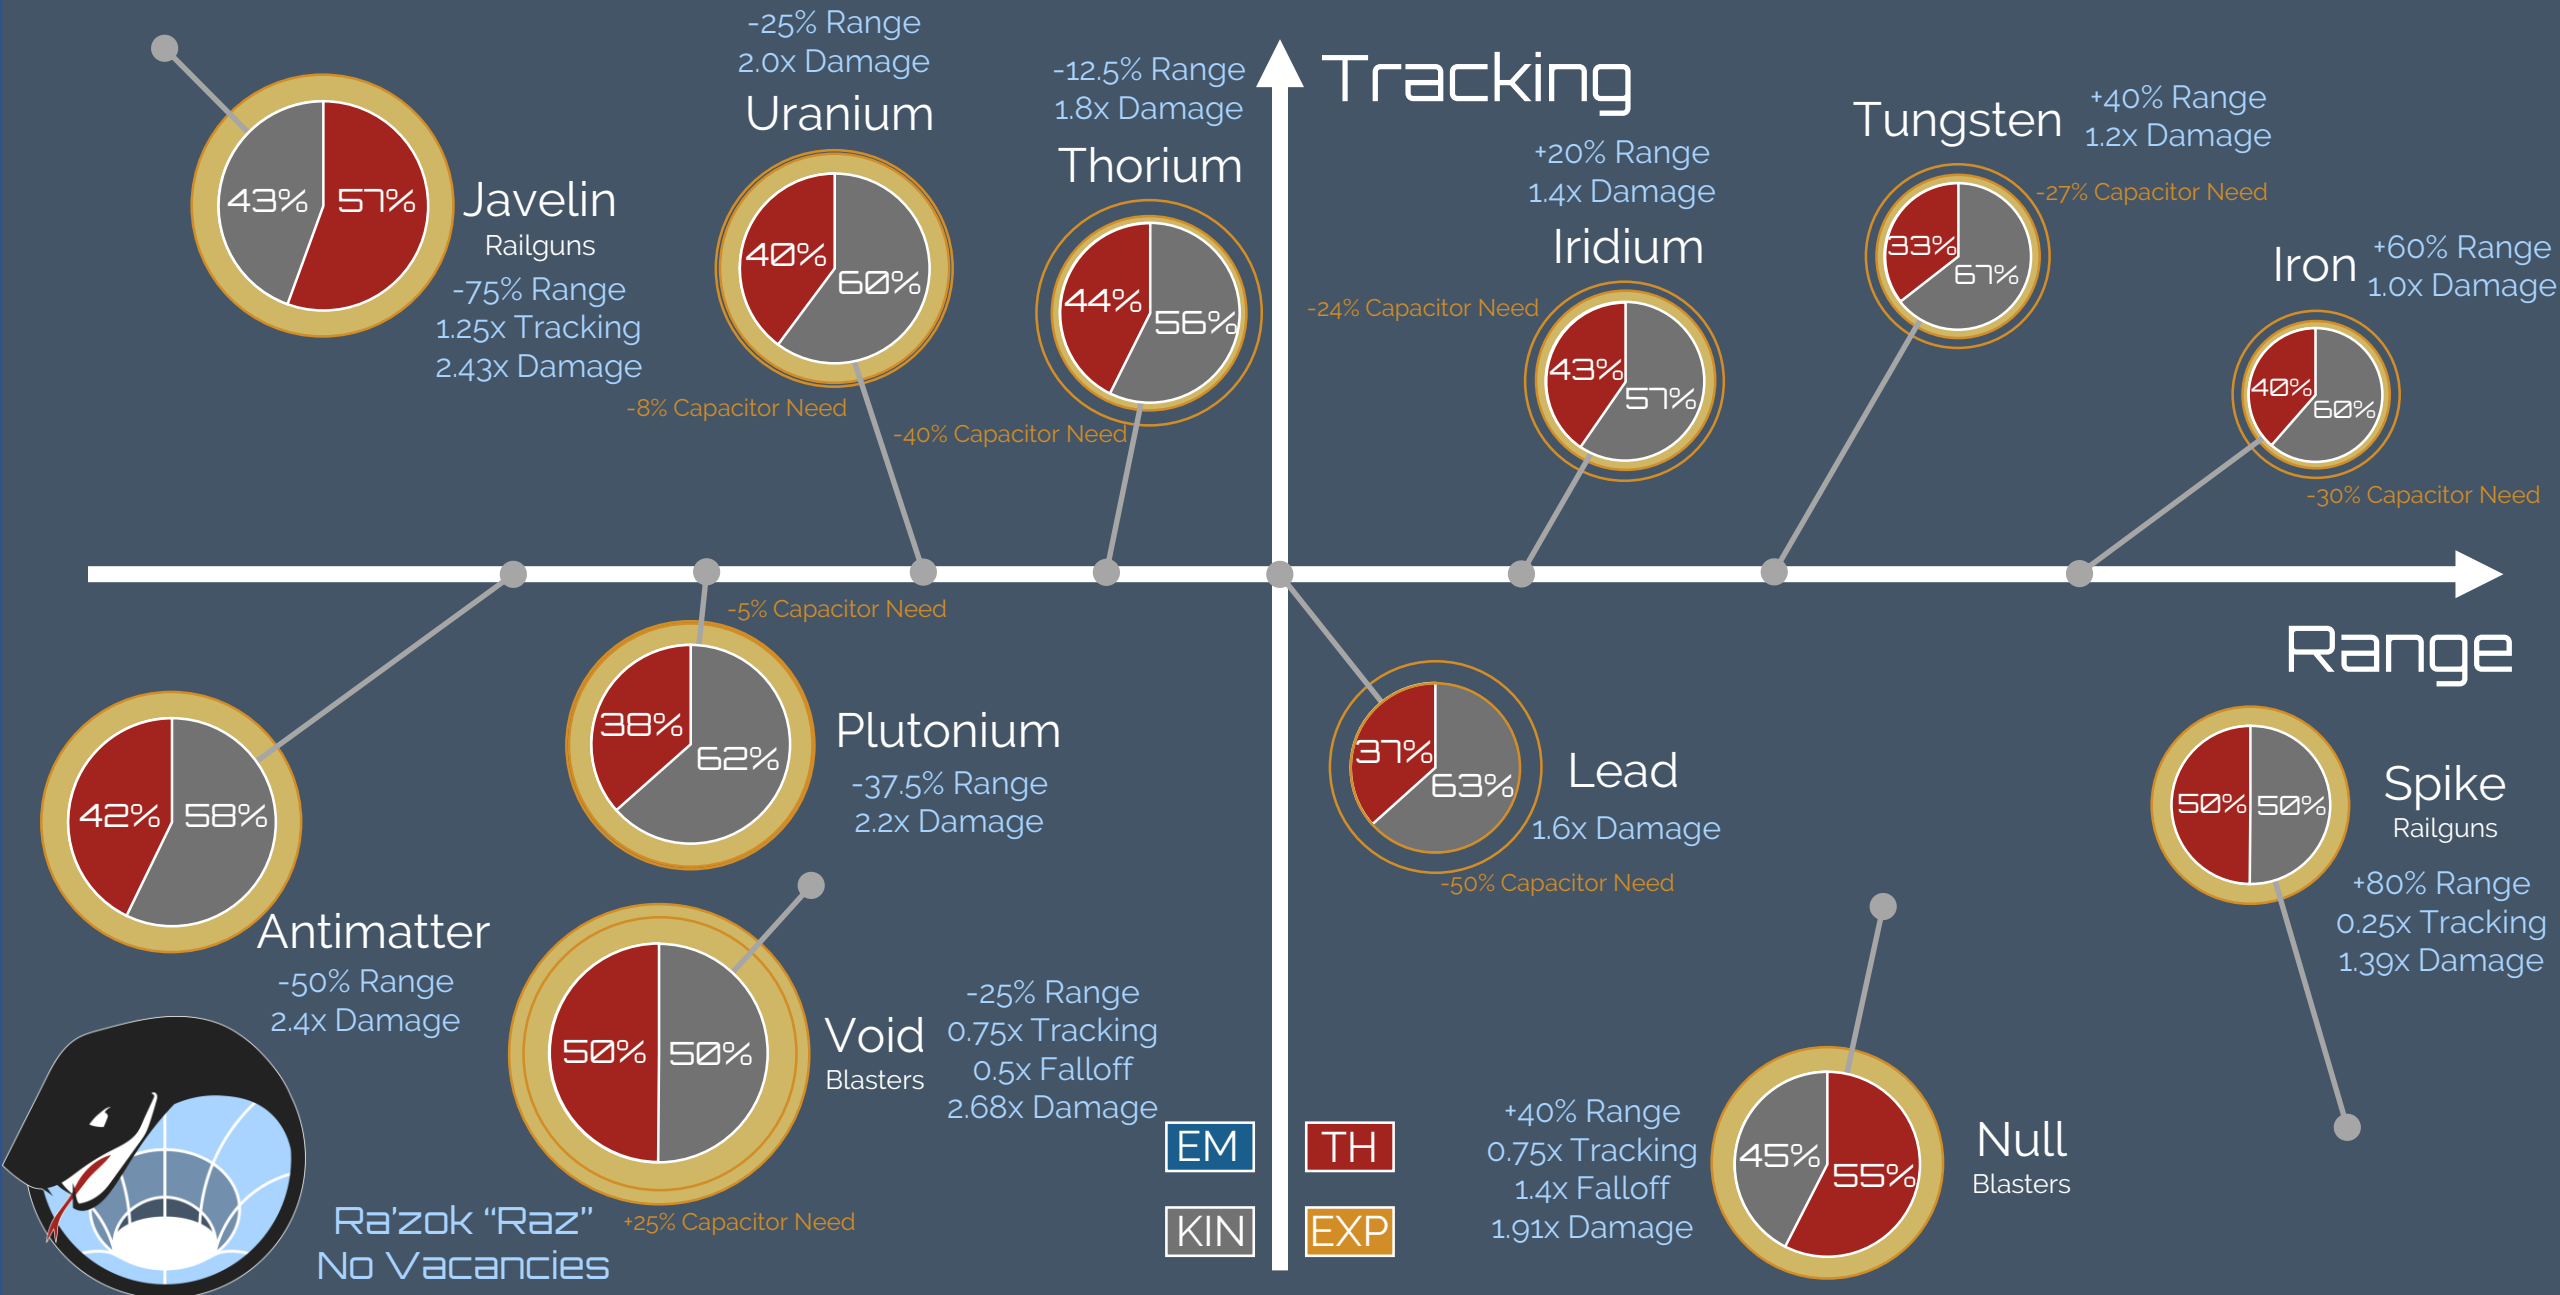 Tracking
Range
43%
57%
Javelin
Railguns
-75% Range
1.25x Tracking
2.43x Damage
-25% Range
2.0x Damage
Uranium
40%
60%
-8% Capacitor Need
-12.5% Range
1.8x Damage
Thorium
44%
56%
-40% Capacitor Need
+20% Range
1.4x Damage
Iridium
-24% Capacitor Need
43%
57%
Tungsten
+40% Range
1.2x Damage
-27% Capacitor Need
33%
67%
Iron
+60% Range
1.0x Damage
40%
60%
-30% Capacitor Need
42%
58%
Antimatter
-50% Range
2.4x Damage
-5% Capacitor Need
38%
62%
Plutonium
-37.5% Range
2.2x Damage
50%
50%
Void
Blasters
-25% Range
0.75x Tracking
0.5x Falloff
2.68x Damage
+25% Capacitor Need
37%
63%
Lead
1.6x Damage
-50% Capacitor Need
50%
50%
Spike
Railguns
+80% Range
0.25x Tracking
1.39x Damage
+40% Range
0.75x Tracking
1.4x Falloff
1.91x Damage
45%
55%
Null
Blasters
EM
TH
KIN
EXP
Ra'zok “Raz”
No Vacancies